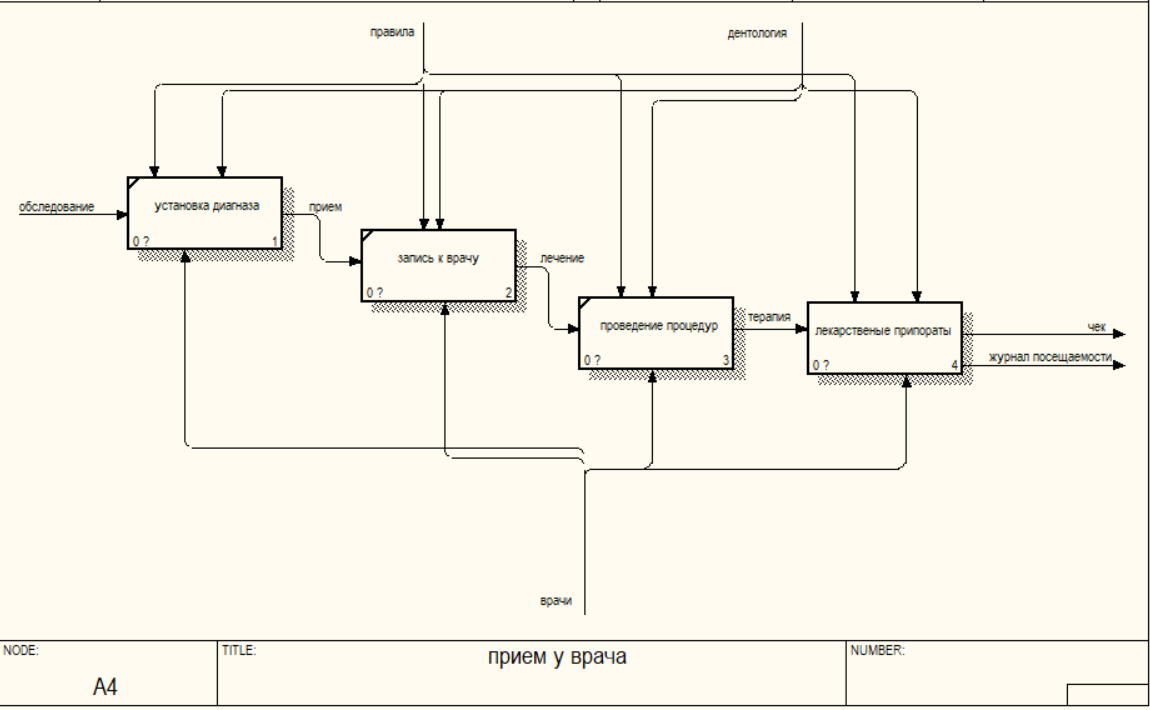 правила
дентология
обследование
установка диагназа
0 ?
1
прием
запись к врачу
0 ?
2
лечение
проведение процедур
0 ?
3
терапия
лекарственые припораты
0 ?
4
чек
журнал посещаемости
врачи
NODE:
A4
TITLE:
прием у врача
NUMBER: